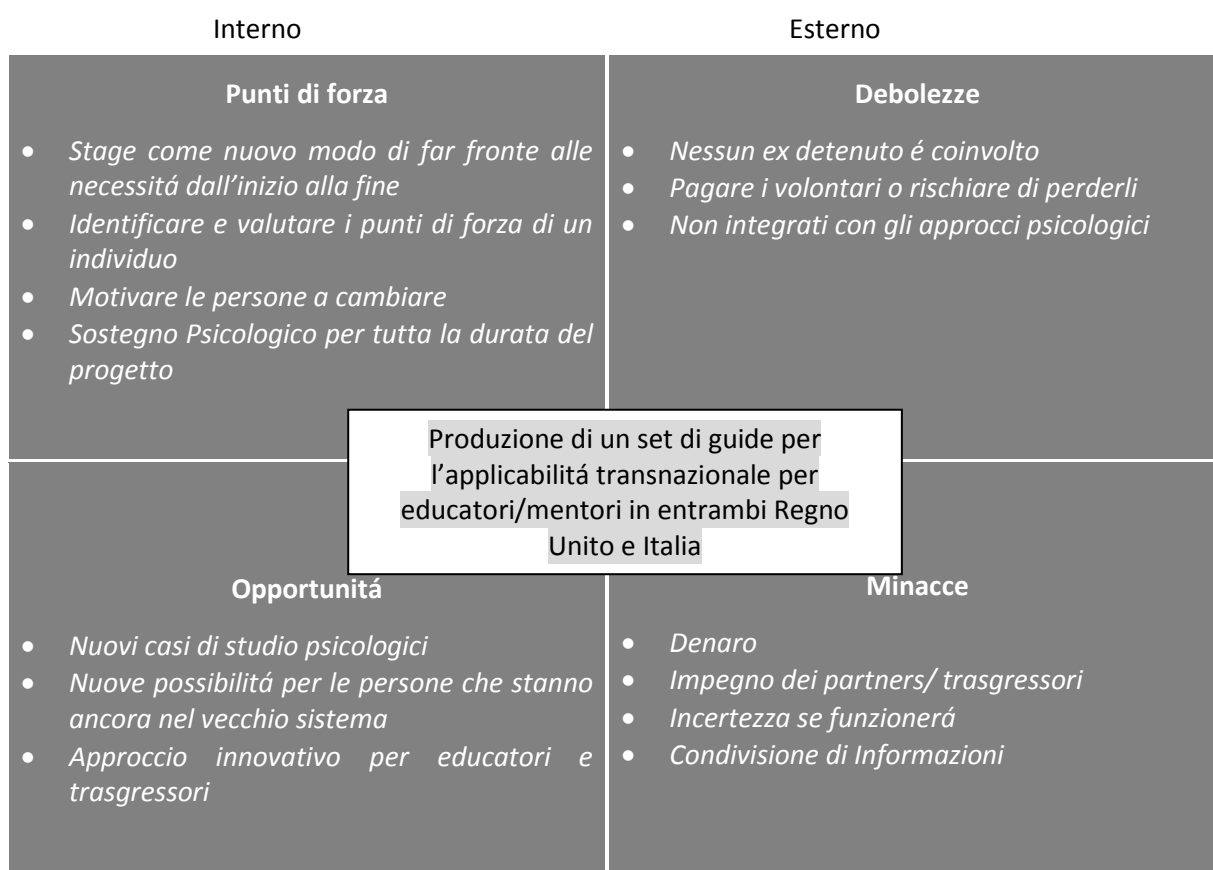 Interno
Esterno
Punti di forza
• Stage come nuovo modo di far fronte alle
necessitá dall'inizio alla fine
• Identificare e valutare i punti di forza di un
individuo
• Motivare le persone a cambiare
• Sostegno Psicologico per tutta la durata del
progetto
Debolezze
• Nessun ex detenuto é coinvolto
• Pagare i volontari o rischiare di perderli
• Non integrati con gli approcci psicologici
Produzione di un set di guide per
l'applicabilitá transnazionale per
educatori/mentori in entrambi Regno
Unito e Italia
Opportunitá
• Nuovi casi di studio psicologici
• Nuove possibilitá per le persone che stanno
ancora nel vecchio sistema
• Approccio innovativo per educatori e
trasgressori
Minacce
• Denaro
• Impegno dei partners/ trasgressori
• Incertezza se funzionerá
• Condivisione di Informazioni